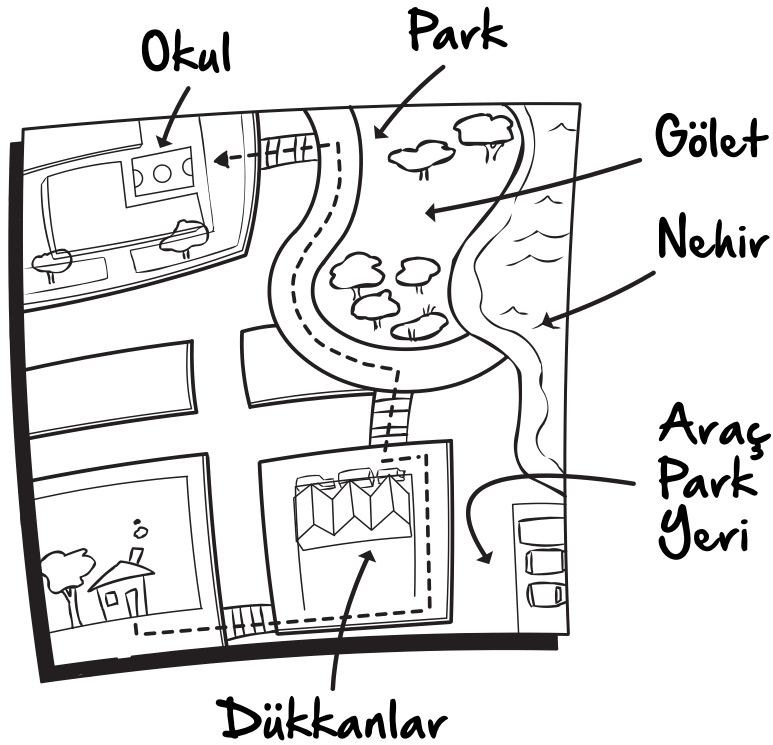 Okul
Park
Gölet
Nehir
Araç
Park
Yeri
Dükkanlar